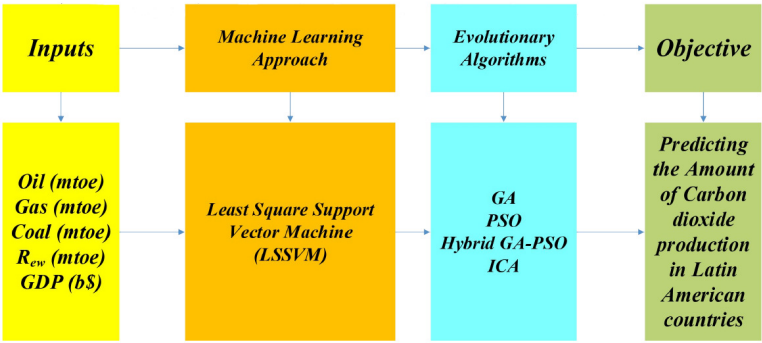 Inputs
Machine Learning
Approach
Evolutionary
Algorithms
Objective
Oil (mtoe)
Gas (mtoe)
Coal (mtoe)
Rew (mtoe)
GDP (b$)
Least Square Support
Vector Machine
(LSSVM)
GA
PSO
Hybrid GA-PSO
ICA
Predicting
the Amount
of Carbon
dioxide
production
in Latin
American
countries